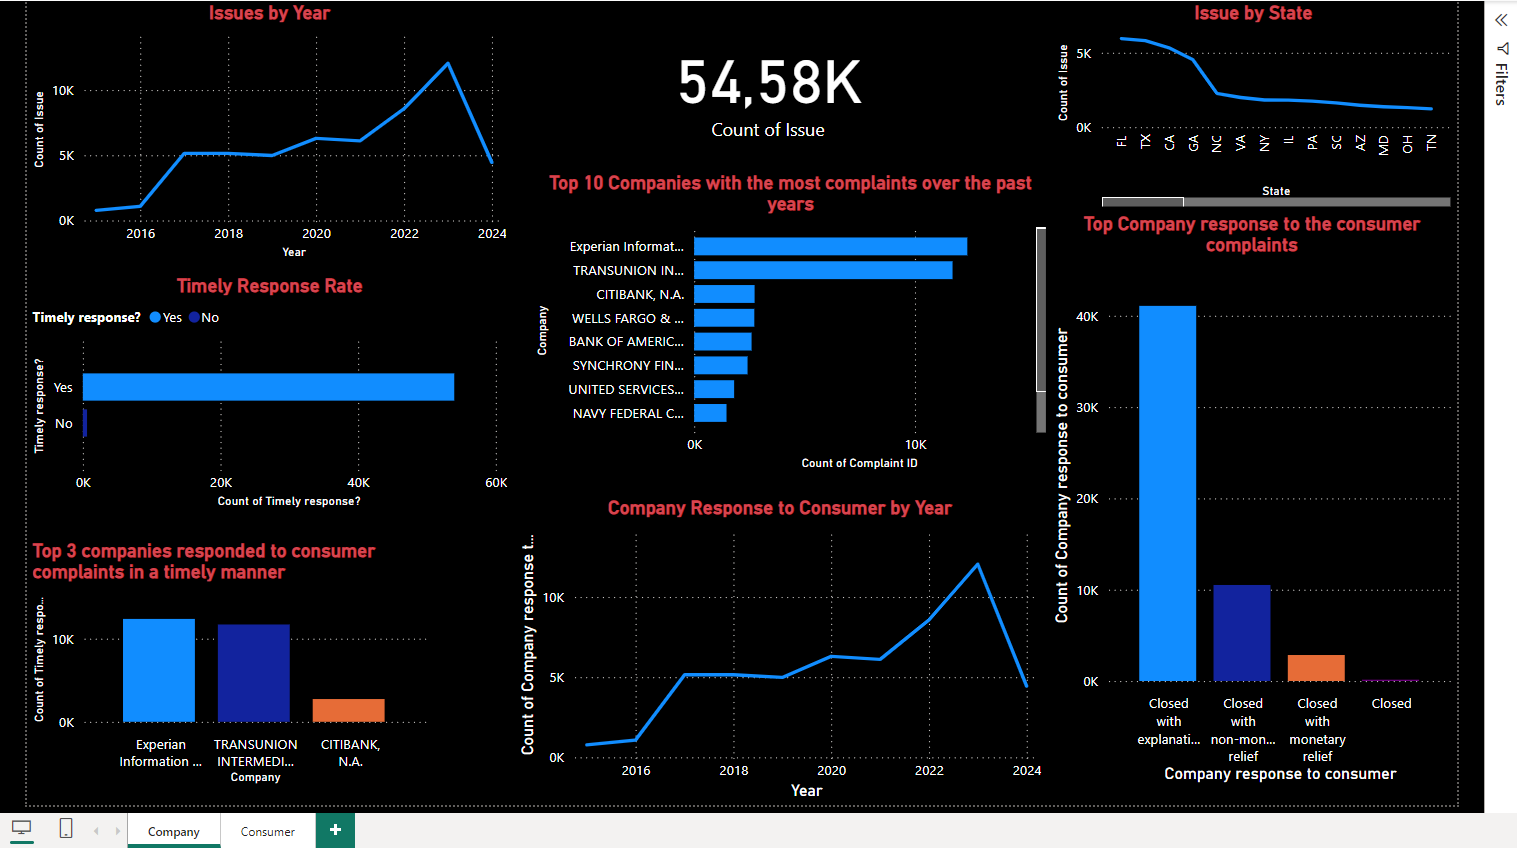 Issues by Year
Count of Issue
10K
5K
0K
2016 2018 2020 2022 2024
Year
54,58K
Count of Issue
Issue by State
Count of Issue
5K
0K
FL TX CA GA NC VA NY IL PA SC AZ MD OH TN
State
Filters
Timely Response Rate
Timely response? Yes No
Timely response?
Yes
No
0K 20K 40K 60K
Count of Timely response?
Top 10 Companies with the most complaints over the past
years
Company
Experian Informat...
TRANSUNION IN...
CITIBANK, N.A.
WELLS FARGO & ...
BANK OF AMERIC...
SYNCHRONY FIN...
UNITED SERVICES...
NAVY FEDERAL C...
0K 10K
Count of Complaint ID
Top Company response to the consumer
complaints
Count of Company response to consumer
40K
30K
20K
10K
0K
Closed
with
explanati...
Closed
with
non-mon...
relief
Closed
with
monetary
relief
Closed
Company response to consumer
Top 3 companies responded to consumer
complaints in a timely manner
Count of Timely respo...
10K
0K
Experian
Information ...
TRANSUNION
INTERMEDI...
CITIBANK,
N.A.
Company
Company Response to Consumer by Year
Count of Company response t...
10K
5K
0K
2016 2018 2020 2022 2024
Year
Company
Consumer